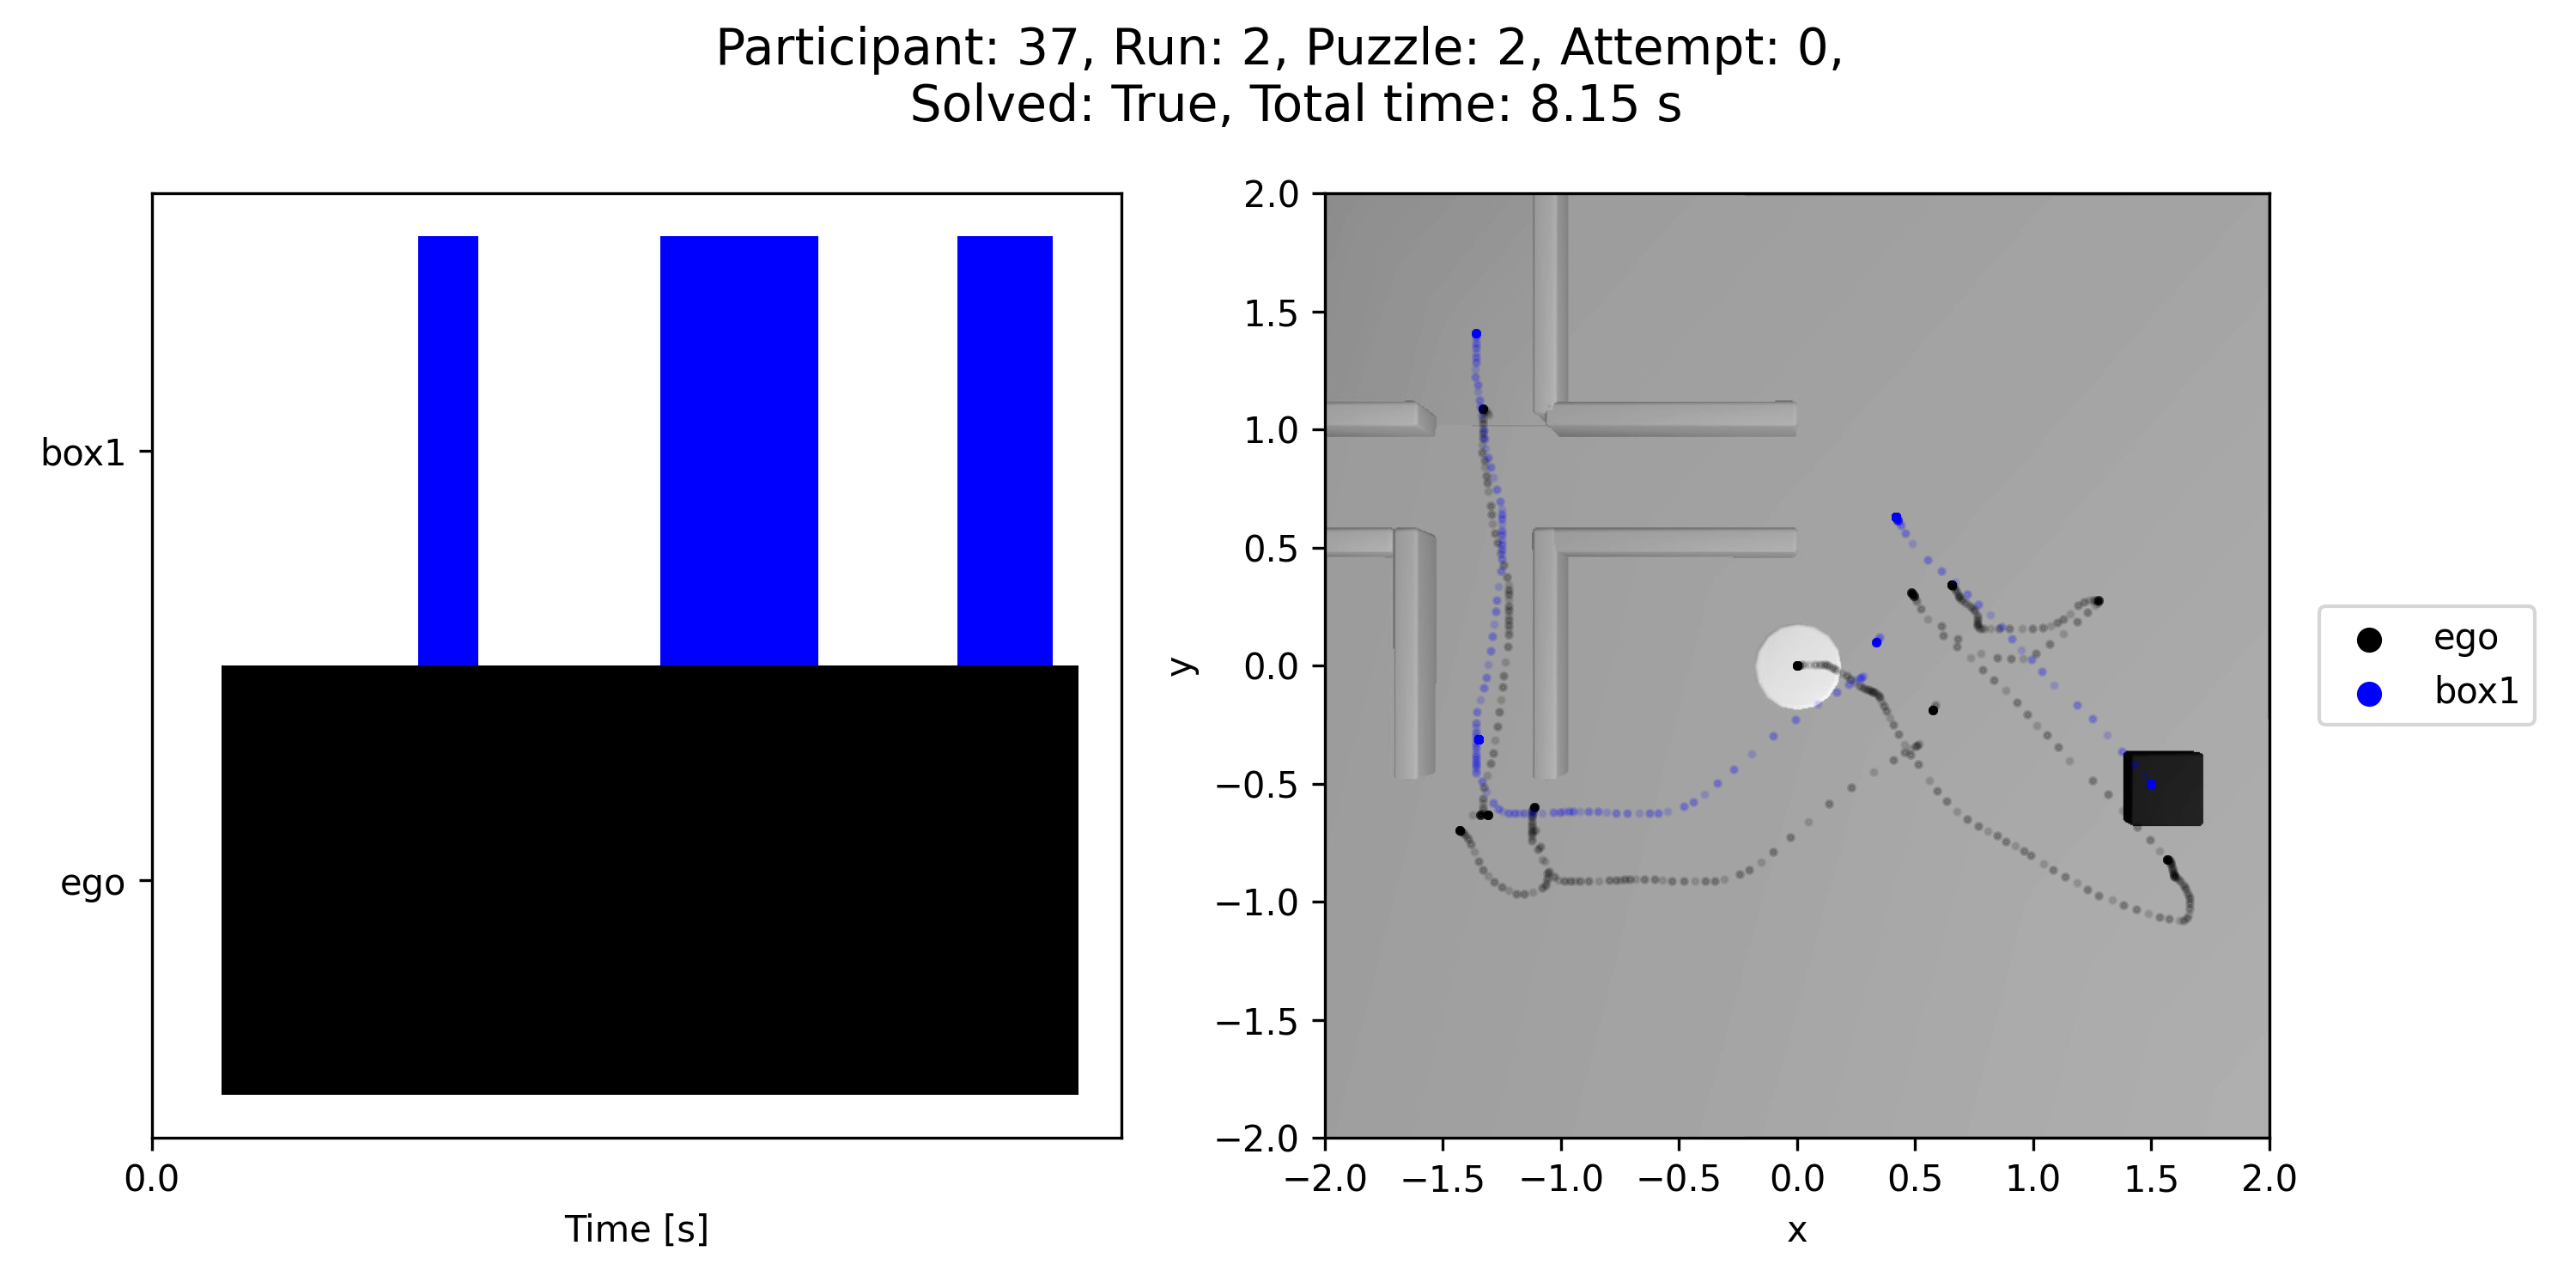 Participant: 37, Run: 2, Puzzle: 2, Attempt: 0,
Solved: True, Total time: 8.15 s
box1
ego
0.0
Time [s]
2.0
1.5
1.0
0.5
0.0
−0.5
−1.0
−1.5
−2.0
y
−2.0 −1.5 −1.0 −0.5 0.0 0.5 1.0 1.5 2.0
x
ego
box1